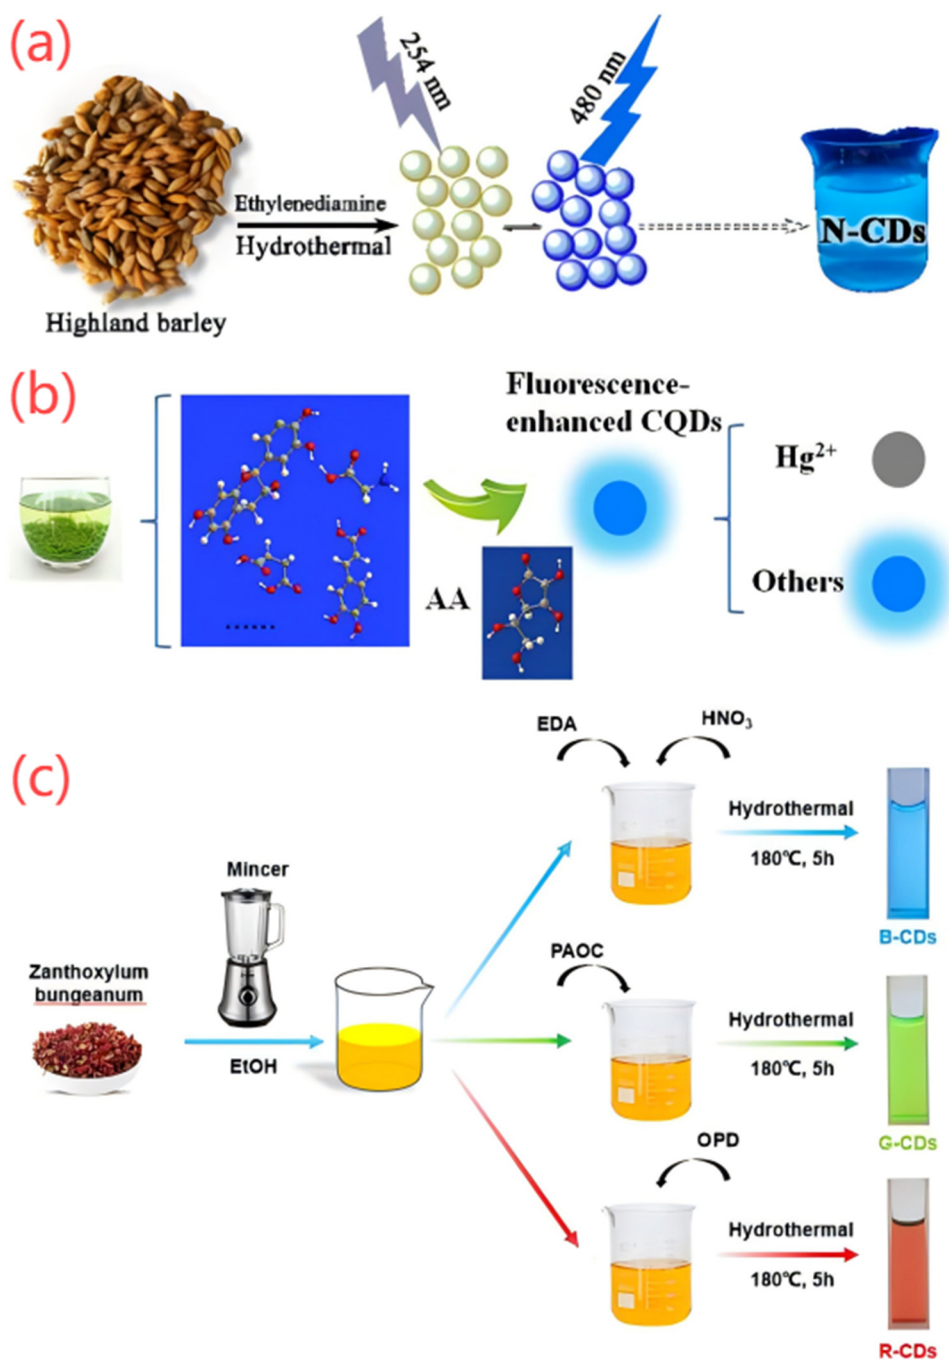 (a)
254 nm
480 nm
Ethylenediamine
Hydrothermal
N-CDs
Highland barley
(b)
Fluorescence-
enhanced CQDs
Hg²⁺
Others
AA
......
(c)
EDA
HNO₃
Hydrothermal
180℃, 5h
B-CDs
Mincer
Zanthoxylum
bungeanum
EtOH
PAOC
Hydrothermal
180℃, 5h
G-CDs
OPD
Hydrothermal
180℃, 5h
R-CDs